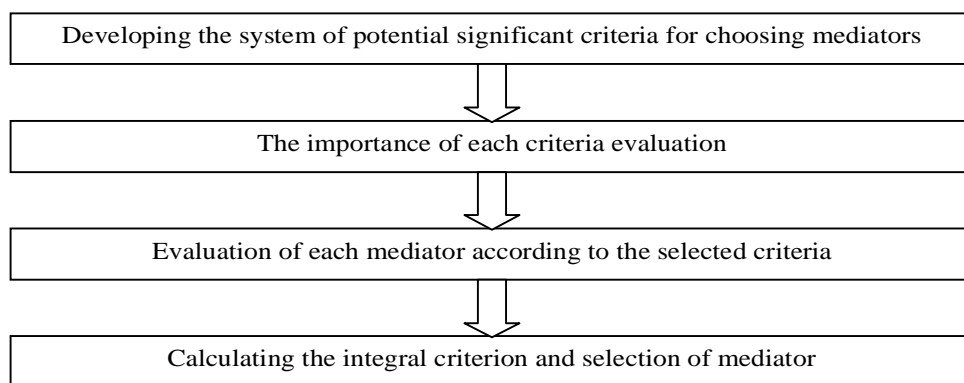 Developing the system of potential significant criteria for choosing mediators
The importance of each criteria evaluation
Evaluation of each mediator according to the selected criteria
Calculating the integral criterion and selection of mediator